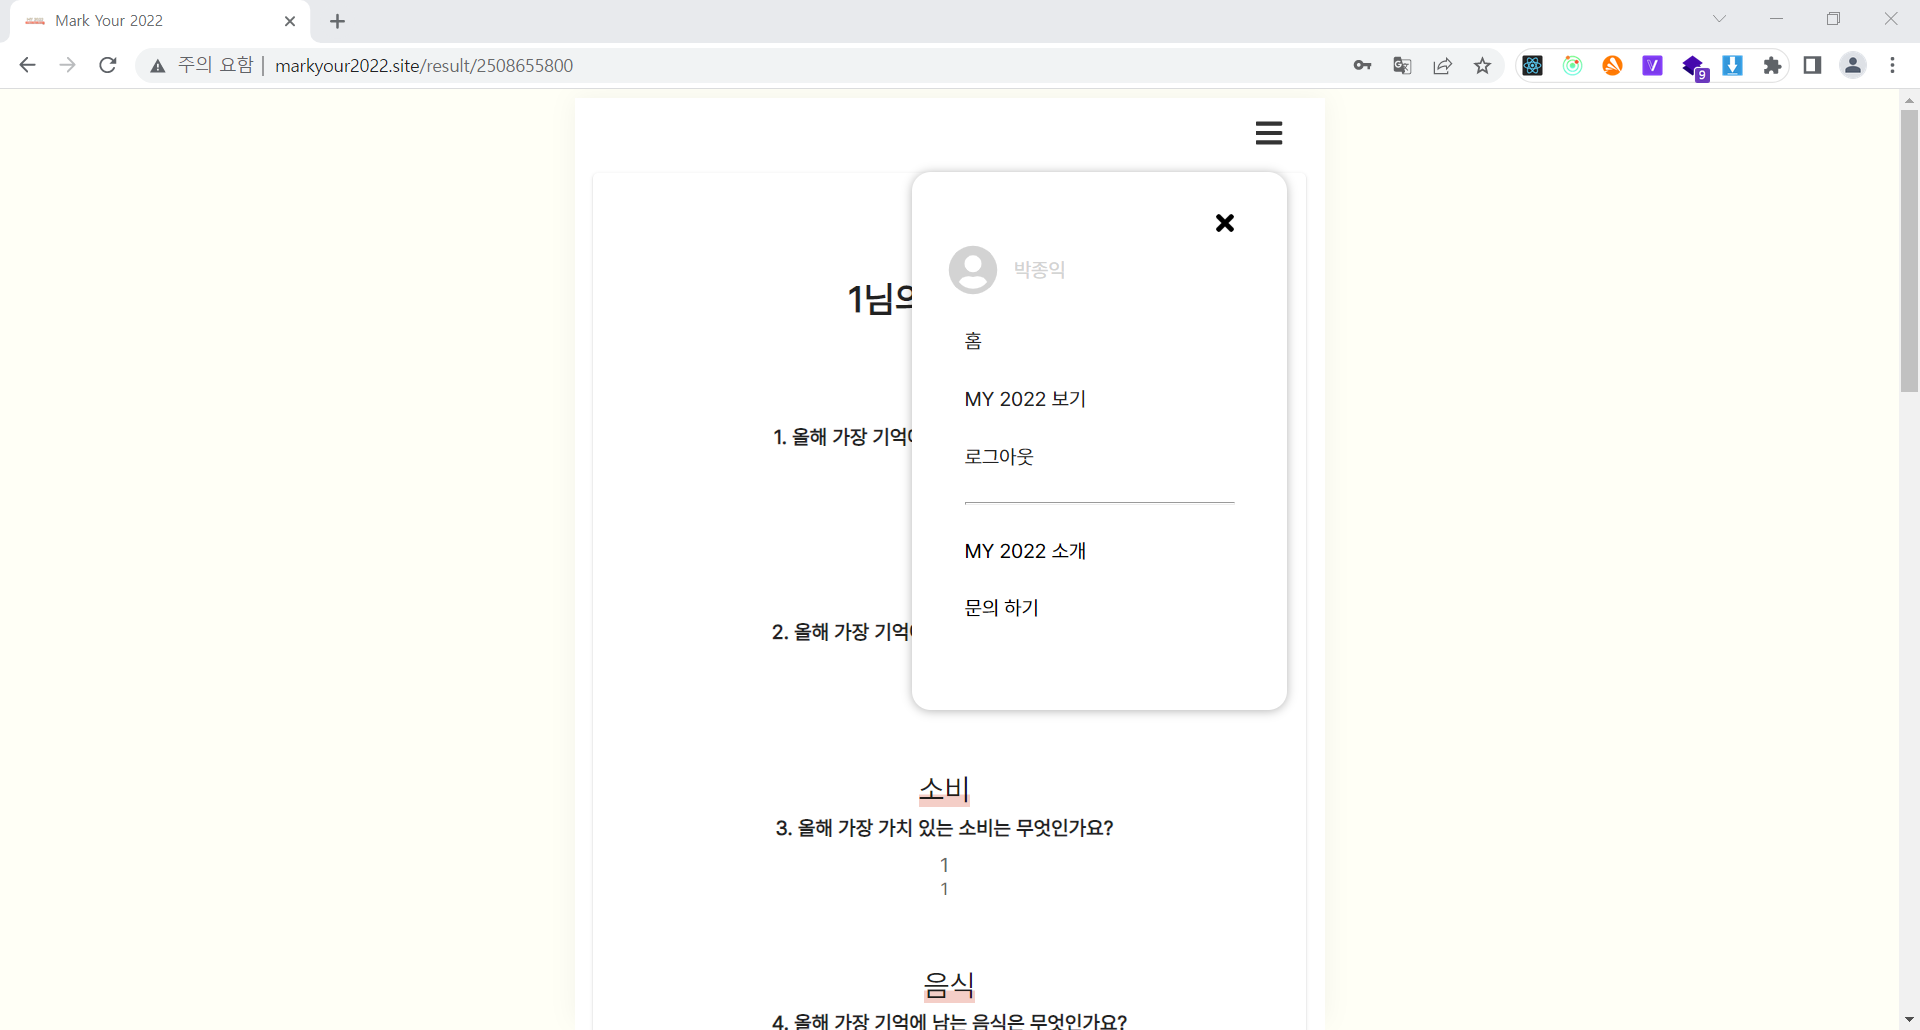 Mark Your 2022
주의 요함
markyour2022.site/result/2508655800
9
박종익
1님의
홈
MY 2022 보기
1. 올해 가장 기억에
로그아웃
MY 2022 소개
문의 하기
2. 올해 가장 기억에
소비
3. 올해 가장 가치 있는 소비는 무엇인가요?
1
1
음식
4. 올해 가장 기억에 남는 음식은 무엇인가요?